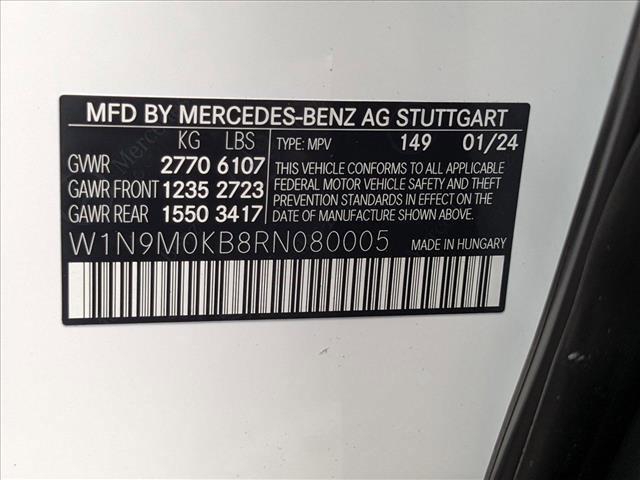 MFD BY MERCEDES-BENZ AG STUTTGART
KG LBS TYPE: MPV 149 01/24
GVWR 2770 6107
GAWR FRONT 1235 2723
GAWR REAR 1550 3417
THIS VEHICLE CONFORMS TO ALL APPLICABLE
FEDERAL MOTOR VEHICLE SAFETY AND THEFT
PREVENTION STANDARDS IN EFFECT ON THE
DATE OF MANUFACTURE SHOWN ABOVE.
W1N9M0KB8RN080005 MADE IN HUNGARY